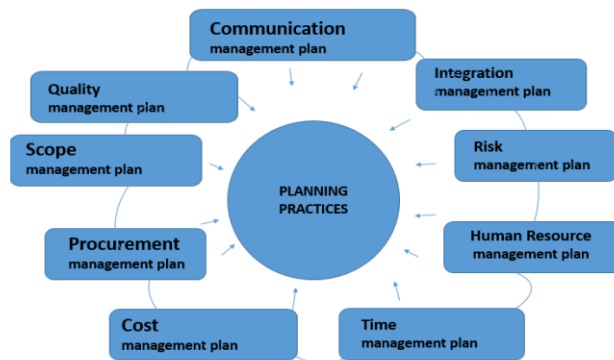 Communication
management plan
Integration
management plan
Quality
management plan
Scope
management plan
Risk
management plan
PLANNING
PRACTICES
Procurement
management plan
Human Resource
management plan
Cost
management plan
Time
management plan